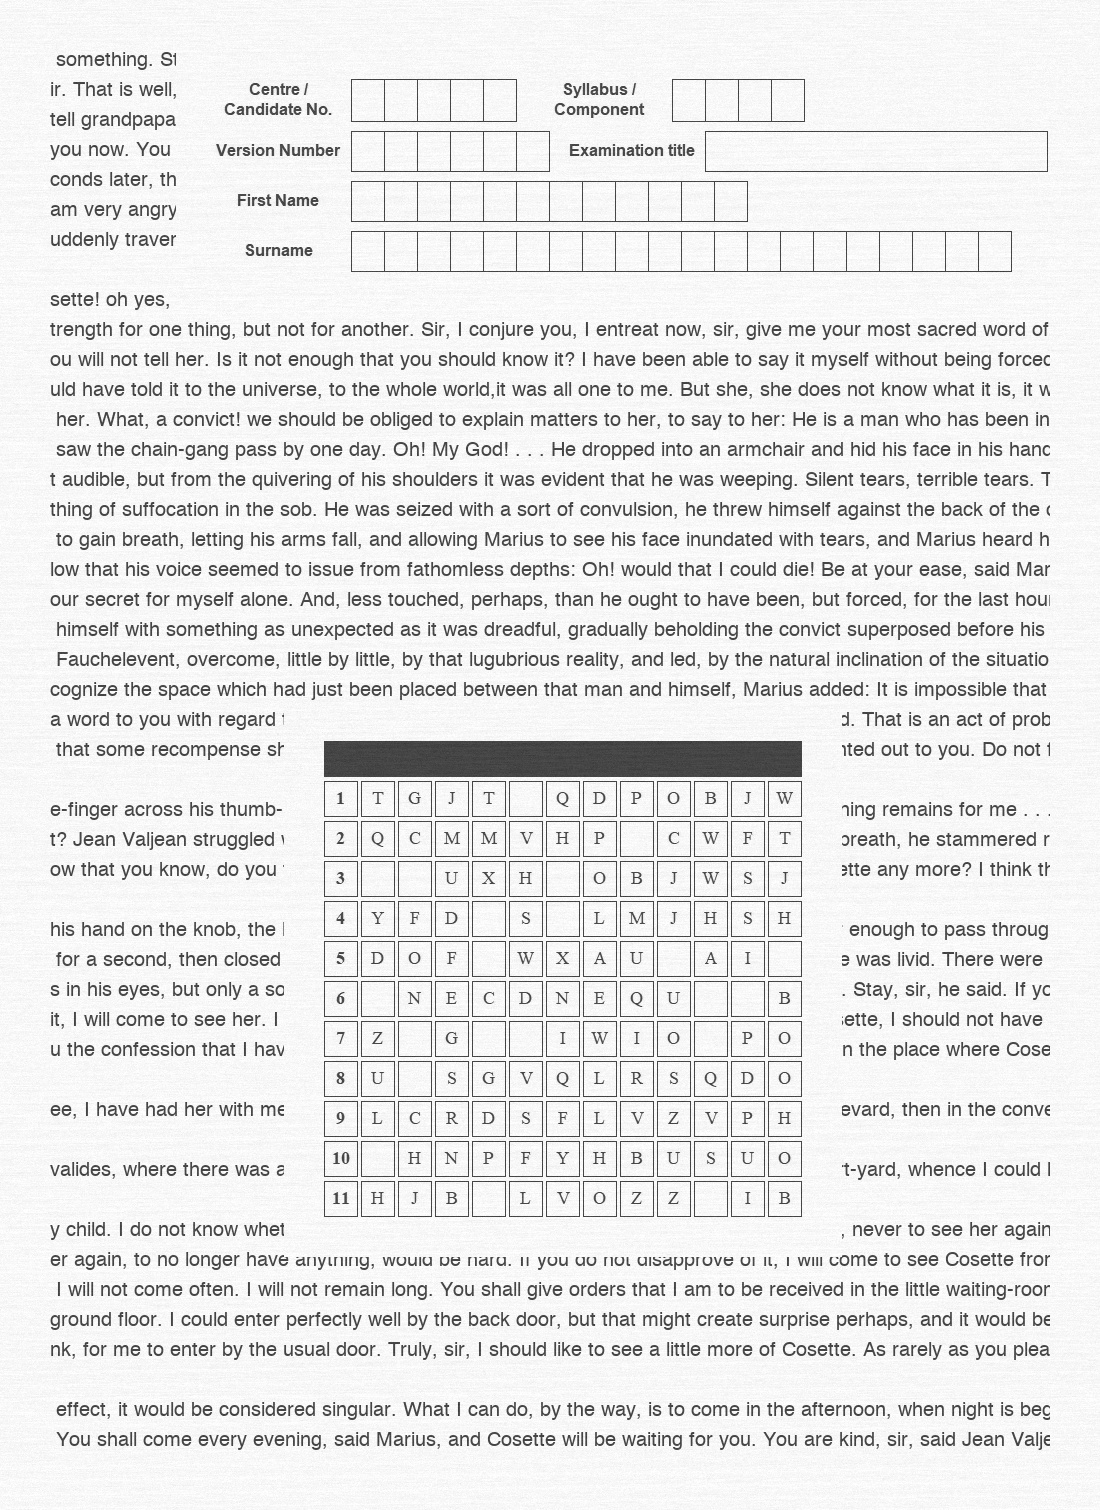 something. St
ir. That is well,
tell grandpapa
you now. You
conds later, th
am very angry
uddenly traver
Centre /
Candidate No.
Syllabus /
Component
Version Number
Examination title
First Name
Surname
sette! oh yes,
trength for one thing, but not for another. Sir, I conjure you, I entreat now, sir, give me your most sacred word of
ou will not tell her. Is it not enough that you should know it? I have been able to say it myself without being forced
uld have told it to the universe, to the whole world,it was all one to me. But she, she does not know what it is, it w
her. What, a convict! we should be obliged to explain matters to her, to say to her: He is a man who has been in
saw the chain-gang pass by one day. Oh! My God! . . . He dropped into an armchair and hid his face in his hand
t audible, but from the quivering of his shoulders it was evident that he was weeping. Silent tears, terrible tears. T
thing of suffocation in the sob. He was seized with a sort of convulsion, he threw himself against the back of the c
to gain breath, letting his arms fall, and allowing Marius to see his face inundated with tears, and Marius heard h
low that his voice seemed to issue from fathomless depths: Oh! would that I could die! Be at your ease, said Mar
our secret for myself alone. And, less touched, perhaps, than he ought to have been, but forced, for the last hour
himself with something as unexpected as it was dreadful, gradually beholding the convict superposed before his
Fauchelevent, overcome, little by little, by that lugubrious reality, and led, by the natural inclination of the situatio
cognize the space which had just been placed between that man and himself, Marius added: It is impossible that
a word to you with regard d. That is an act of prob
that some recompense sh nted out to you. Do not f
e-finger across his thumb- ning remains for me . . .
t? Jean Valjean struggled breath, he stammered r
ow that you know, do you ette any more? I think th
his hand on the knob, the enough to pass throug
for a second, then closed e was livid. There were
s in his eyes, but only a so . Stay, sir, he said. If yo
it, I will come to see her. I sette, I should not have
u the confession that I hav n the place where Cose
ee, I have had her with me evard, then in the conve
valides, where there was a t-yard, whence I could l
y child. I do not know whet , never to see her again
1 T G J T Q D P O B J W
2 Q C M M V H P C W F T
3 U X H O B J W S J
4 Y F D S L M J H S H
5 D O F W X A U A I
6 N E C D N E Q U B
7 Z G I W I O P O
8 U S G V Q L R S Q D O
9 L C R D S F L V Z V P H
10 H N P F Y H B U S U O
11 H J B L V O Z Z I B
er again, to no longer have anything, would be hard. If you do not disapprove of it, I will come to see Cosette from
I will not come often. I will not remain long. You shall give orders that I am to be received in the little waiting-room
ground floor. I could enter perfectly well by the back door, but that might create surprise perhaps, and it would be
nk, for me to enter by the usual door. Truly, sir, I should like to see a little more of Cosette. As rarely as you plea
effect, it would be considered singular. What I can do, by the way, is to come in the afternoon, when night is beg
You shall come every evening, said Marius, and Cosette will be waiting for you. You are kind, sir, said Jean Valje